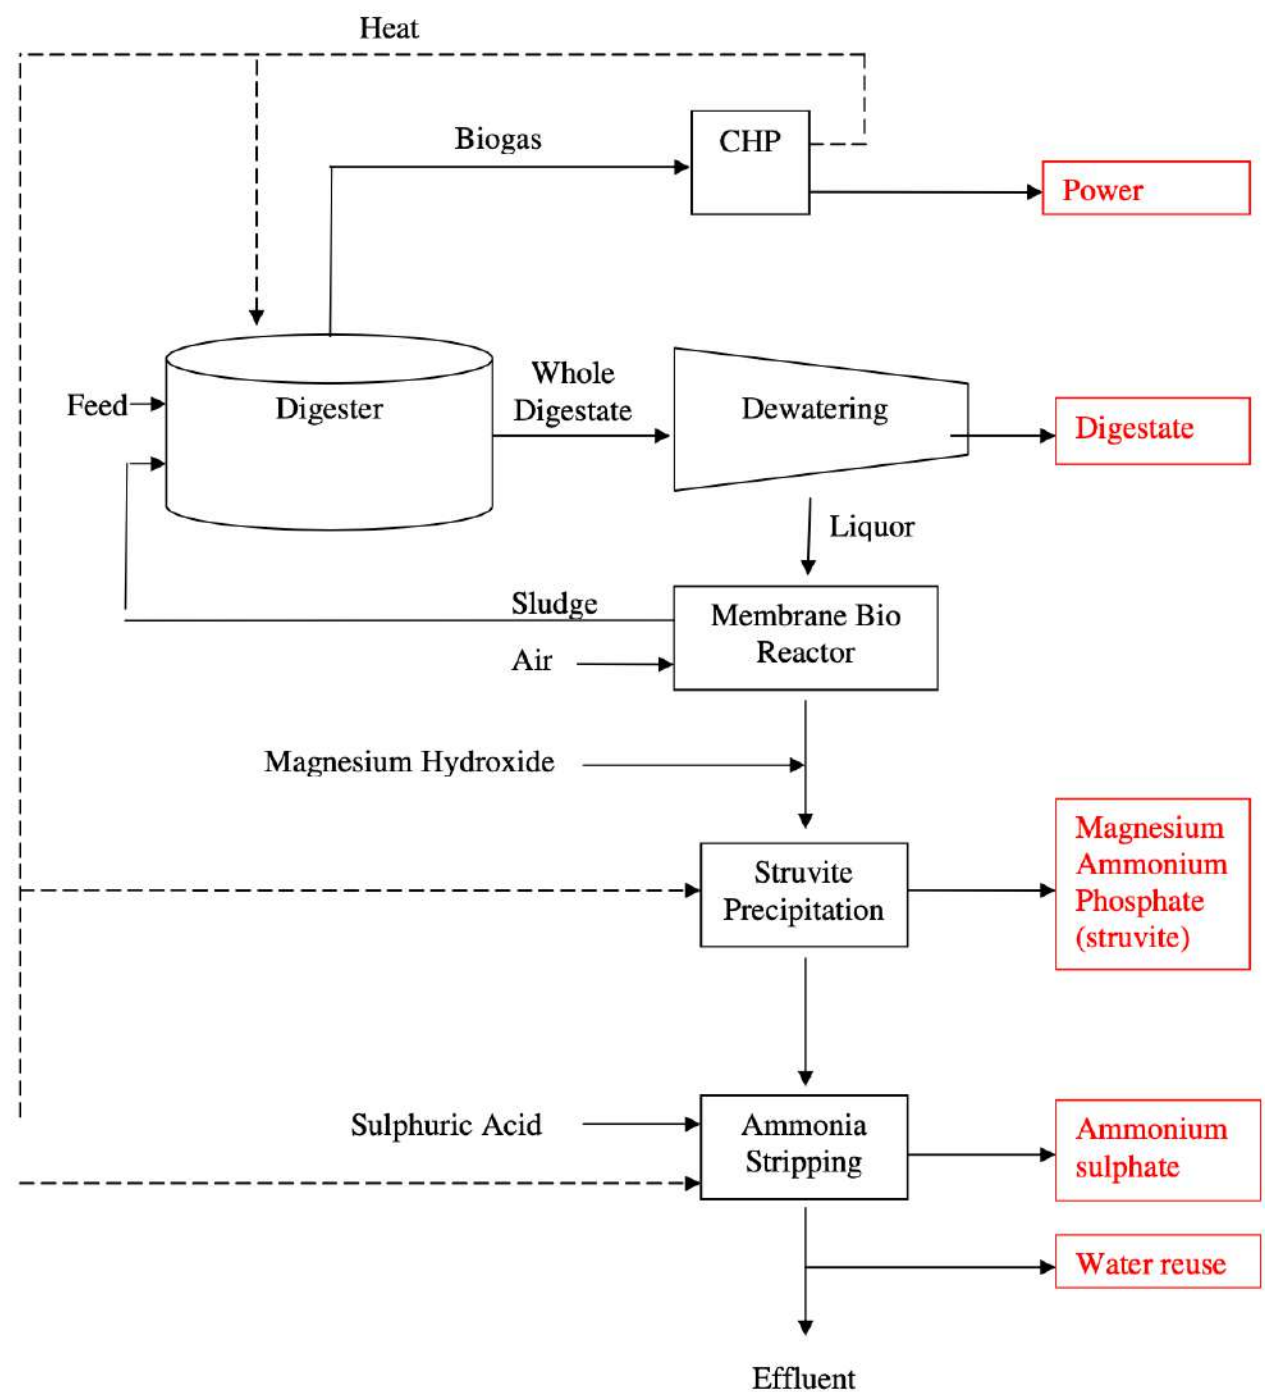 Heat
Biogas
CHP
Power
Feed
Digester
Whole
Digestate
Dewatering
Digestate
Liquor
Sludge
Membrane Bio
Reactor
Air
Magnesium Hydroxide
Struvite
Precipitation
Magnesium
Ammonium
Phosphate
(struvite)
Sulphuric Acid
Ammonia
Stripping
Ammonium
sulphate
Water reuse
Effluent